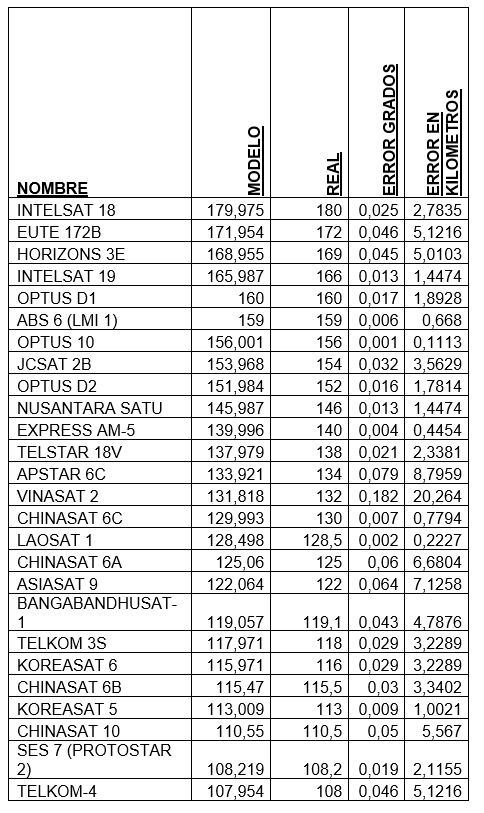 NOMBRE MODELO REAL ERROR GRADOS ERROR EN KILOMETROS
INTELSAT 18 179,975 180 0,025 2,7835
EUTE 172B 171,954 172 0,046 5,1216
HORIZONS 3E 168,955 169 0,045 5,0103
INTELSAT 19 165,987 166 0,013 1,4474
OPTUS D1 160 160 0,017 1,8928
ABS 6 (LMI 1) 159 159 0,006 0,668
OPTUS 10 156,001 156 0,001 0,1113
JCSAT 2B 153,968 154 0,032 3,5629
OPTUS D2 151,984 152 0,016 1,7814
NUSANTARA SATU 145,987 146 0,013 1,4474
EXPRESS AM-5 139,996 140 0,004 0,4454
TELSTAR 18V 137,979 138 0,021 2,3381
APSTAR 6C 133,921 134 0,079 8,7959
VINASAT 2 131,818 132 0,182 20,264
CHINASAT 6C 129,993 130 0,007 0,7794
LAOSAT 1 128,498 128,5 0,002 0,2227
CHINASAT 6A 125,06 125 0,06 6,6804
ASIASAT 9 122,064 122 0,064 7,1258
BANGABANDHUSAT-
1 119,057 119,1 0,043 4,7876
TELKOM 3S 117,971 118 0,029 3,2289
KOREASAT 6 115,971 116 0,029 3,2289
CHINASAT 6B 115,47 115,5 0,03 3,3402
KOREASAT 5 113,009 113 0,009 1,0021
CHINASAT 10 110,55 110,5 0,05 5,567
SES 7 (PROTOSTAR
2) 108,219 108,2 0,019 2,1155
TELKOM-4 107,954 108 0,046 5,1216